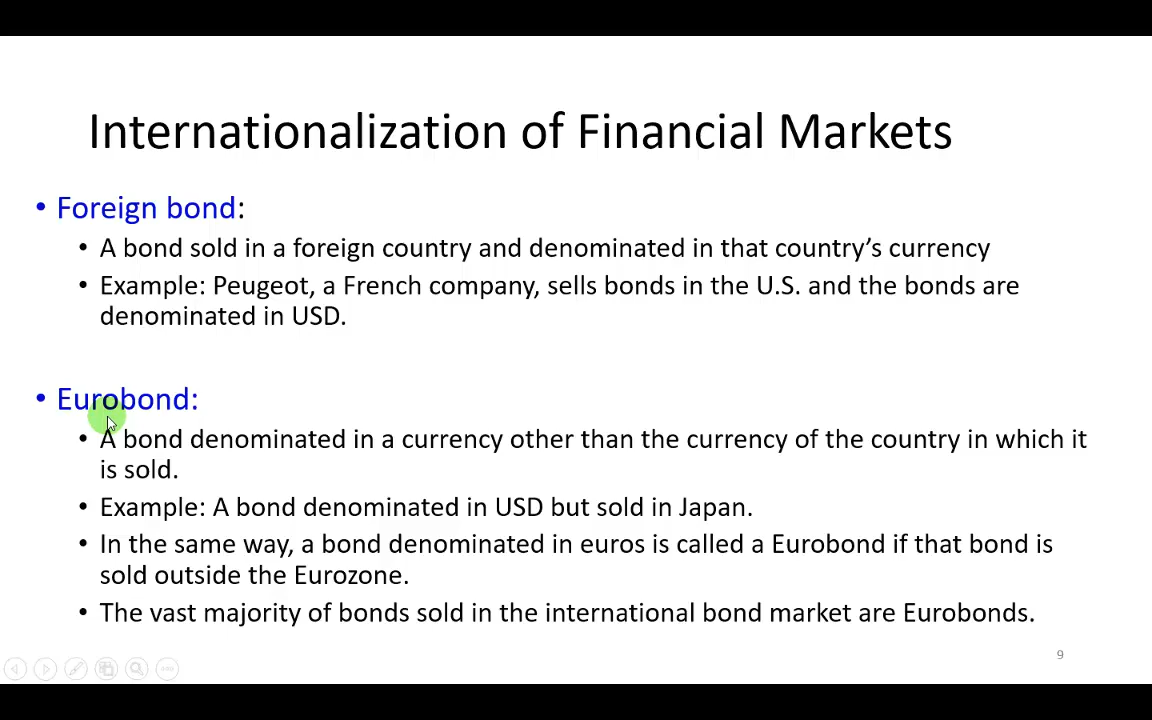 Internationalization of Financial Markets
• Foreign bond:
• A bond sold in a foreign country and denominated in that country’s currency
• Example: Peugeot, a French company, sells bonds in the U.S. and the bonds are
denominated in USD.
• Eurobond:
• A bond denominated in a currency other than the currency of the country in which it
is sold.
• Example: A bond denominated in USD but sold in Japan.
• In the same way, a bond denominated in euros is called a Eurobond if that bond is
sold outside the Eurozone.
• The vast majority of bonds sold in the international bond market are Eurobonds.
9